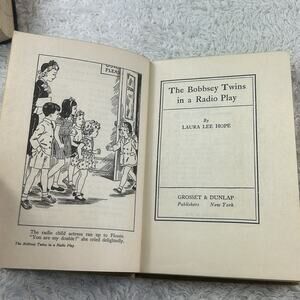 PLEAS
The radio child actress ran up to Flossie.
"You are my double!" she cried delightedly.
The Bobbsey Twins in a Radio Play
The Bobbsey Twins
in a Radio Play
By
LAURA LEE HOPE
GROSSET & DUNLAP
Publishers New York